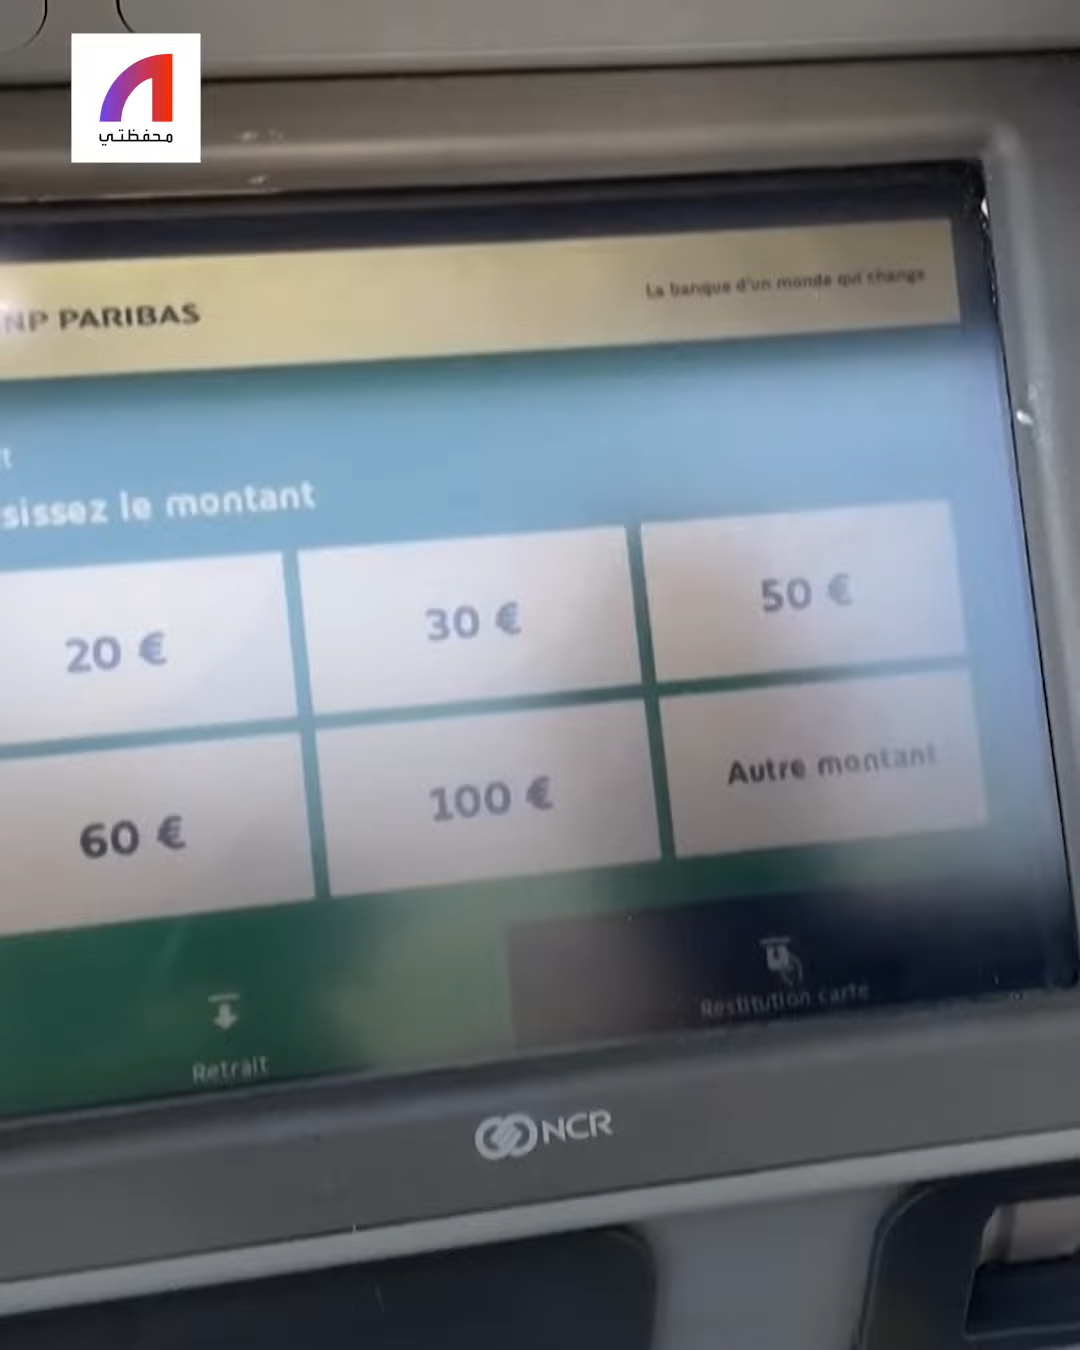 محفظتي
NP PARIBAS
La banque d'un monde qui change
t
sissez le montant
20 €
30 €
50 €
60 €
100 €
Autre montant
Retrait
Restitution carte
NCR